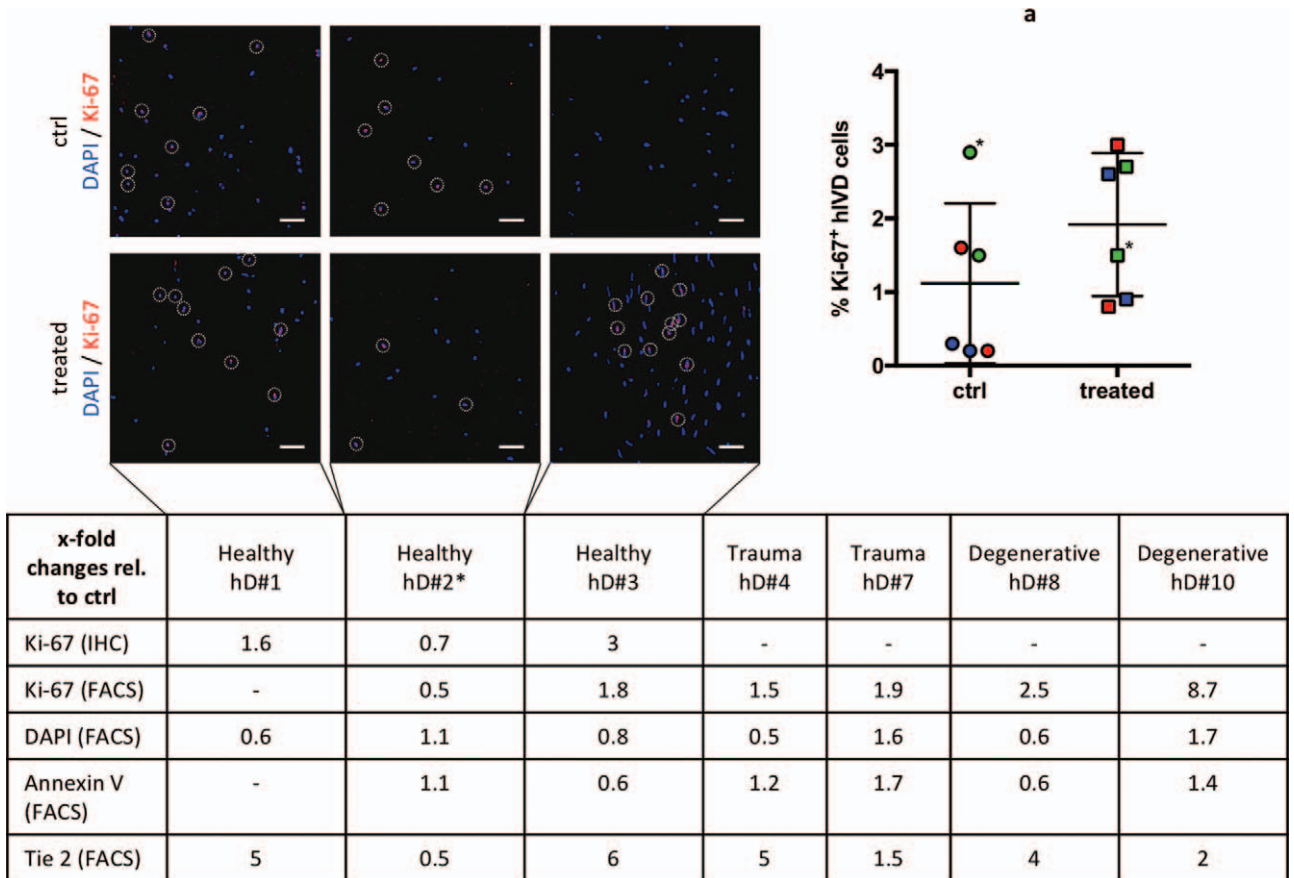 a
ctrl
DAPI / Ki-67
treated
DAPI / Ki-67
% Ki-67+ hIVD cells
4
3
2
1
0
*
*
ctrl
treated
x-fold changes rel. to ctrl
Healthy hD#1
Healthy hD#2*
Healthy hD#3
Trauma hD#4
Trauma hD#7
Degenerative hD#8
Degenerative hD#10
Ki-67 (IHC) 1.6 0.7 3 - - - -
Ki-67 (FACS) - 0.5 1.8 1.5 1.9 2.5 8.7
DAPI (FACS) 0.6 1.1 0.8 0.5 1.6 0.6 1.7
Annexin V (FACS) - 1.1 0.6 1.2 1.7 0.6 1.4
Tie 2 (FACS) 5 0.5 6 5 1.5 4 2